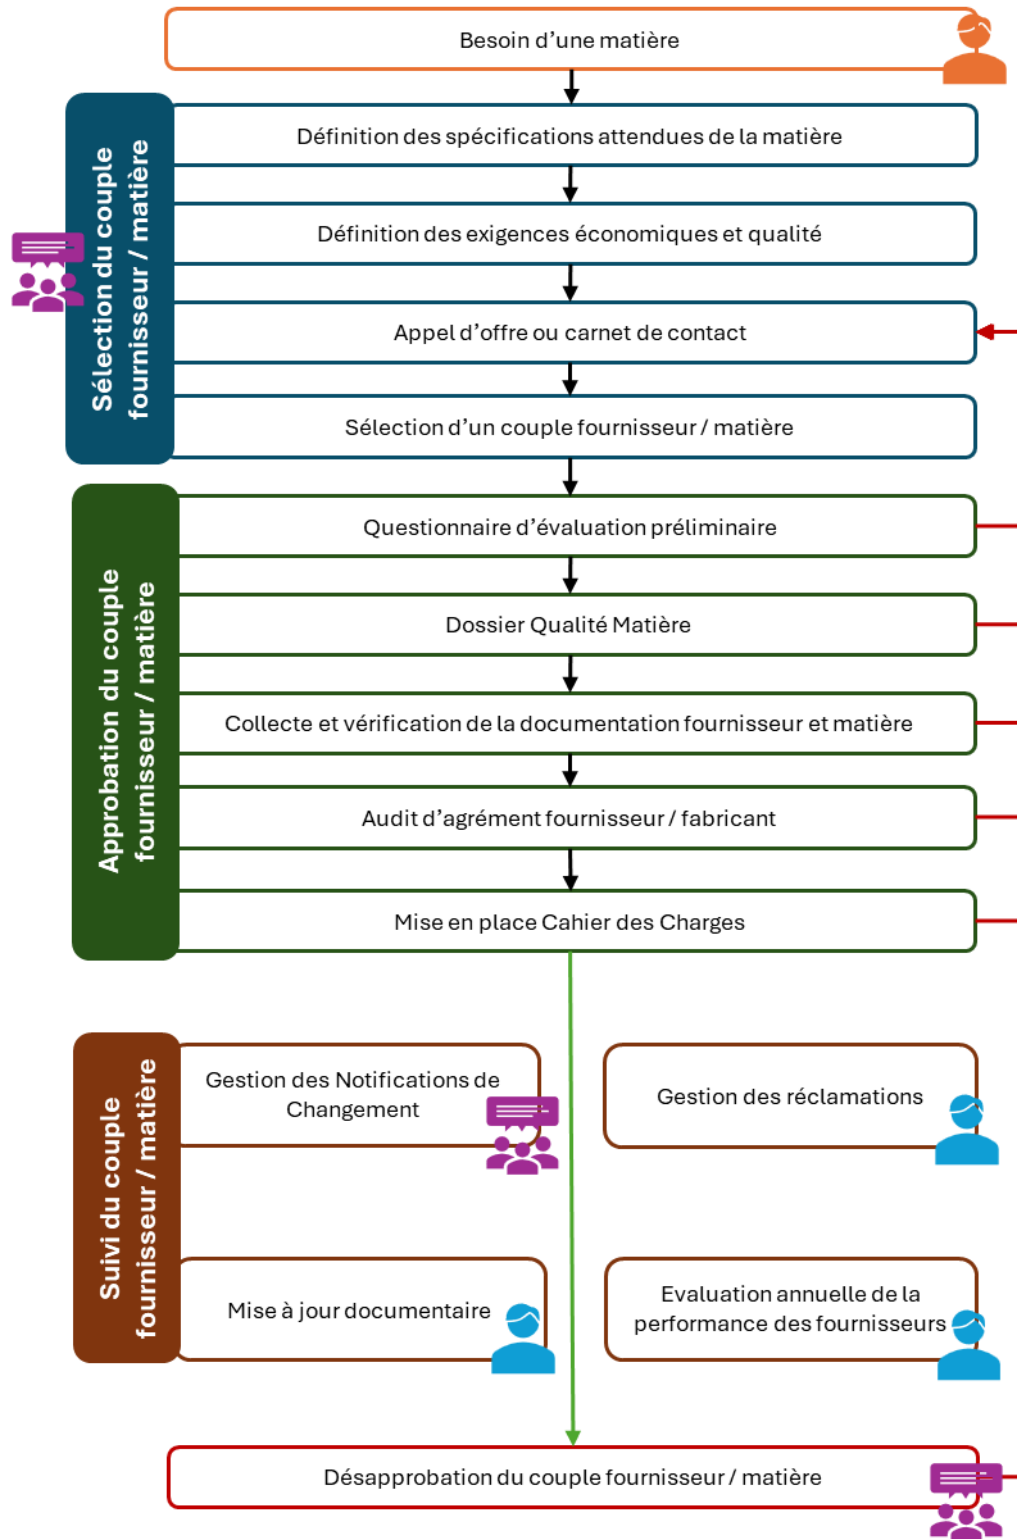 Besoin d’une matière
Sélection du couple
fournisseur / matière
Définition des spécifications attendues de la matière
Définition des exigences économiques et qualité
Appel d’offre ou carnet de contact
Sélection d’un couple fournisseur / matière
Approbation du couple
fournisseur / matière
Questionnaire d’évaluation préliminaire
Dossier Qualité Matière
Collecte et vérification de la documentation fournisseur et matière
Audit d’agrément fournisseur / fabricant
Mise en place Cahier des Charges
Suivi du couple
fournisseur / matière
Gestion des Notifications de
Changement
Gestion des réclamations
Mise à jour documentaire
Evaluation annuelle de la
performance des fournisseurs
Désapprobation du couple fournisseur / matière